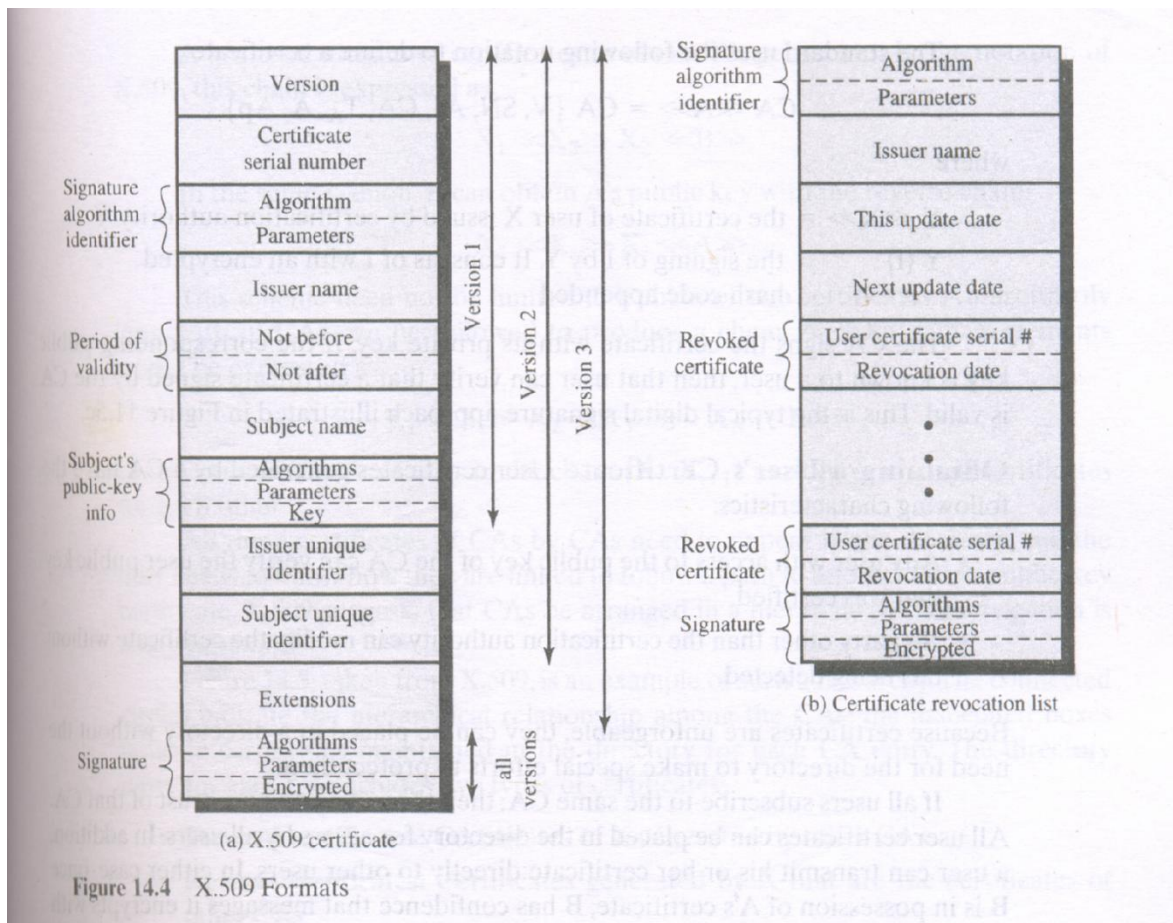 Version
Certificate
serial number
Signature
algorithm
identifier
Algorithm
Parameters
Issuer name
Period of
validity
Not before
Not after
Subject name
Subject's
public-key
info
Algorithms
Parameters
Key
Issuer unique
identifier
Subject unique
identifier
Extensions
Signature
Algorithms
Parameters
Encrypted
Version 1
Version 2
Version 3
all
versions
(a) X.509 certificate
Signature
algorithm
identifier
Algorithm
Parameters
Issuer name
This update date
Next update date
Revoked
certificate
User certificate serial #
Revocation date
Revoked
certificate
User certificate serial #
Revocation date
Signature
Algorithms
Parameters
Encrypted
(b) Certificate revocation list
Figure 14.4 X.509 Formats